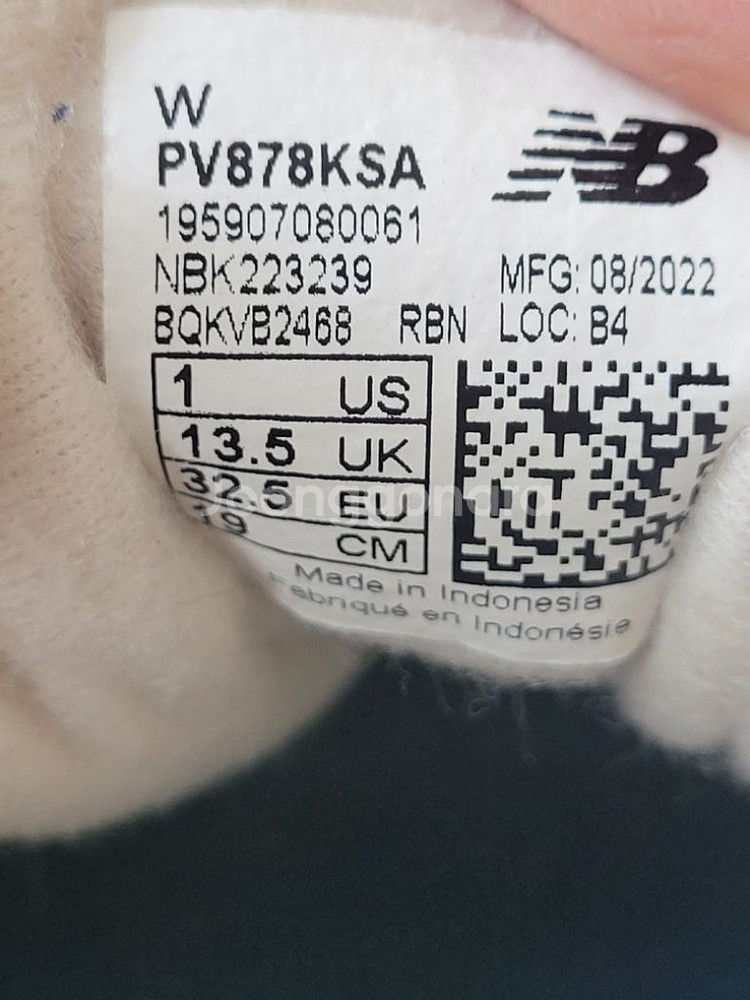 W
PV878KSA
NB
195907080061
NBK223239 MFG: 08/2022
BQKVB2468 RBN LOC: B4
1 US
13.5 UK
32.5 EU
19 CM
Joonggonara
Made in Indonesia
Fabriqué en Indonésie